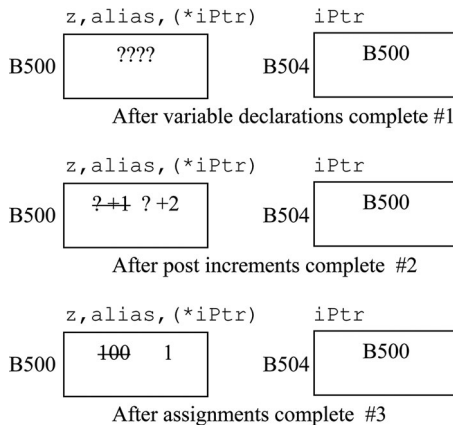 z,alias,(*iPtr) iPtr
B500 ???? B504 B500
After variable declarations complete #1
z,alias,(*iPtr) iPtr
B500 ? +1 ? +2 B504 B500
After post increments complete #2
z,alias,(*iPtr) iPtr
B500 100 1 B504 B500
After assignments complete #3